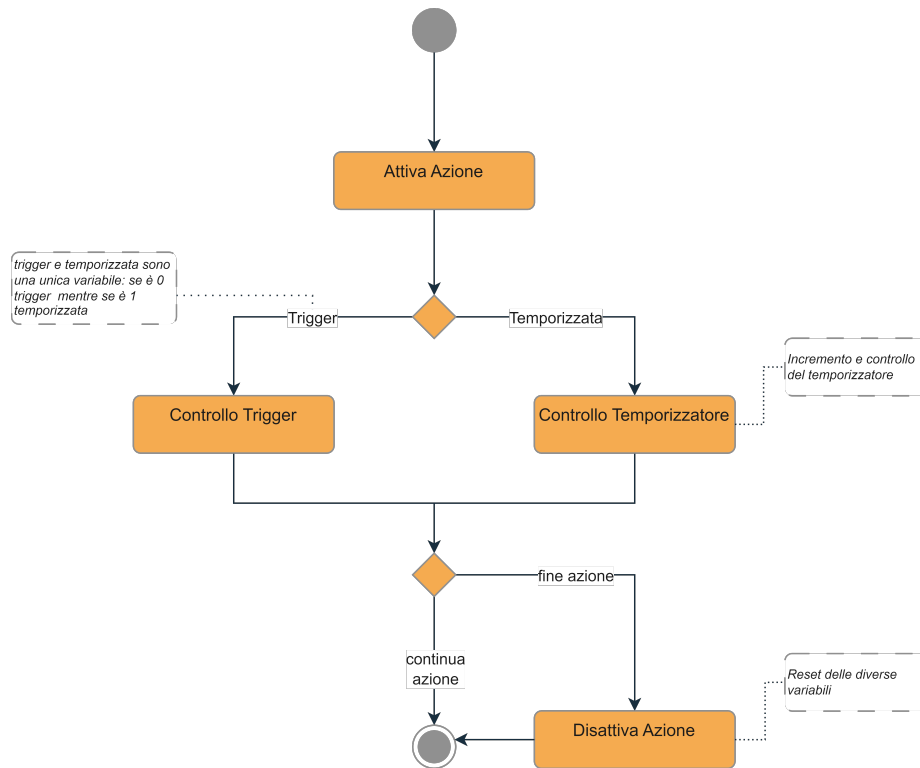 Attiva Azione
trigger e temporizzata sono
una unica variabile: se è 0
trigger mentre se è 1
temporizzata
Trigger
Temporizzata
Incremento e controllo
del temporizzatore
Controllo Trigger
Controllo Temporizzatore
fine azione
continua
azione
Reset delle diverse
variabili
Disattiva Azione